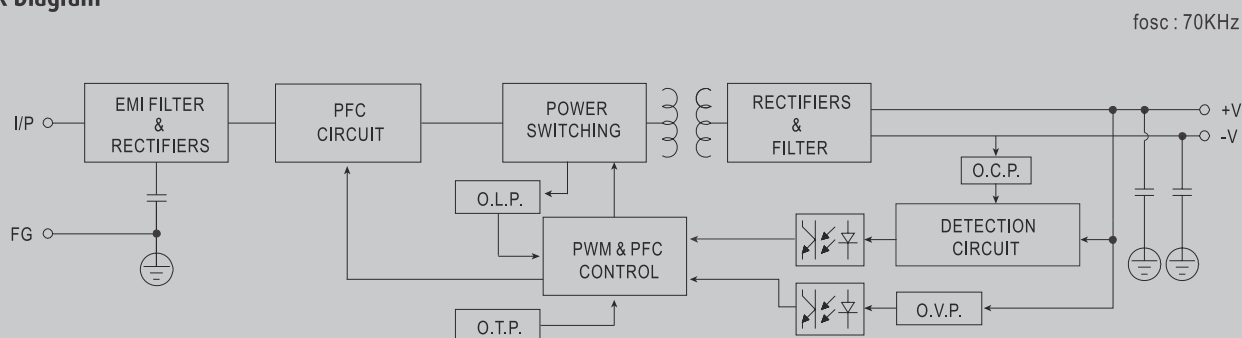 Diagram
fosc : 70KHz
EMI FILTER
&
RECTIFIERS
PFC
CIRCUIT
POWER
SWITCHING
RECTIFIERS
&
FILTER
I/P
+V
-V
O.C.P.
O.L.P.
FG
PWM & PFC
CONTROL
DETECTION
CIRCUIT
O.V.P.
O.T.P.